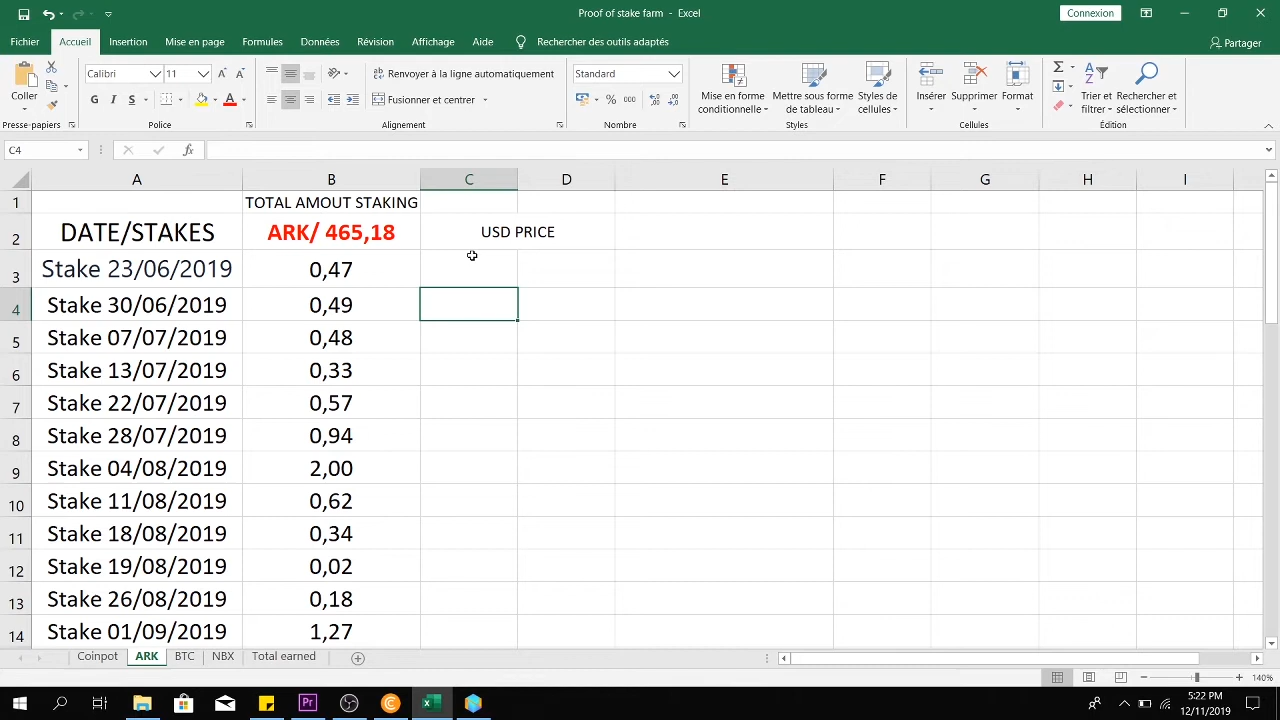 Proof of stake farm - Excel
Connexion
Fichier Accueil Insertion Mise en page Formules Données Révision Affichage Aide Rechercher des outils adaptés Partager
Coller
Calibri 11
G I S
Renvoyer à la ligne automatiquement
Fusionner et centrer
Standard
% 000
Mise en forme conditionnelle
Mettre sous forme de tableau
Styles de cellules
Insérer Supprimer Format
Trier et filtrer
Rechercher et sélectionner
Presse-papiers Police Alignement Nombre Styles Cellules Édition
C4 fx
A B C D E F G H I
1 TOTAL AMOUT STAKING
2 DATE/STAKES ARK/ 465,18 USD PRICE
3 Stake 23/06/2019 0,47
4 Stake 30/06/2019 0,49
5 Stake 07/07/2019 0,48
6 Stake 13/07/2019 0,33
7 Stake 22/07/2019 0,57
8 Stake 28/07/2019 0,94
9 Stake 04/08/2019 2,00
10 Stake 11/08/2019 0,62
11 Stake 18/08/2019 0,34
12 Stake 19/08/2019 0,02
13 Stake 26/08/2019 0,18
14 Stake 01/09/2019 1,27
Coinpot ARK BTC NBX Total earned
140%
5:22 PM
12/11/2019